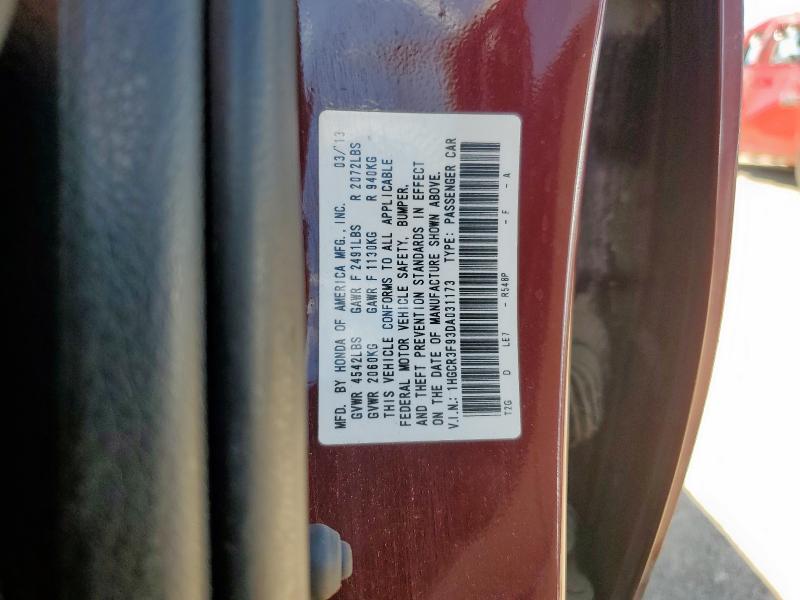 MFD. BY HONDA OF AMERICA MFG., INC. 03/'13
GVWR 4542LBS GAWR F 2491LBS R 2072LBS
GVWR 2060KG GAWR F 1130KG R 940KG
THIS VEHICLE CONFORMS TO ALL APPLICABLE
FEDERAL MOTOR VEHICLE SAFETY, BUMPER,
AND THEFT PREVENTION STANDARDS IN EFFECT
ON THE DATE OF MANUFACTURE SHOWN ABOVE.
V.I.N.: 1HGCR3F93DA031173 TYPE: PASSENGER CAR
T2G D LE7 - R548P - F - A